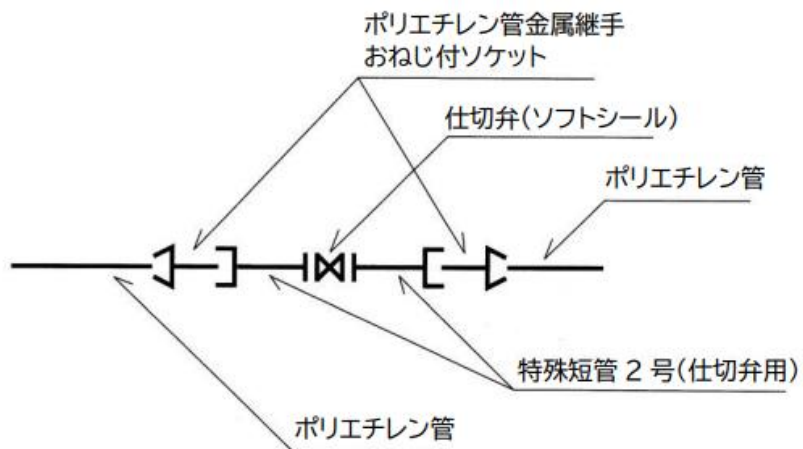 ポリエチレン管金属継手
おねじ付ソケット
仕切弁(ソフトシール)
ポリエチレン管
特殊短管 2 号(仕切弁用)
ポリエチレン管